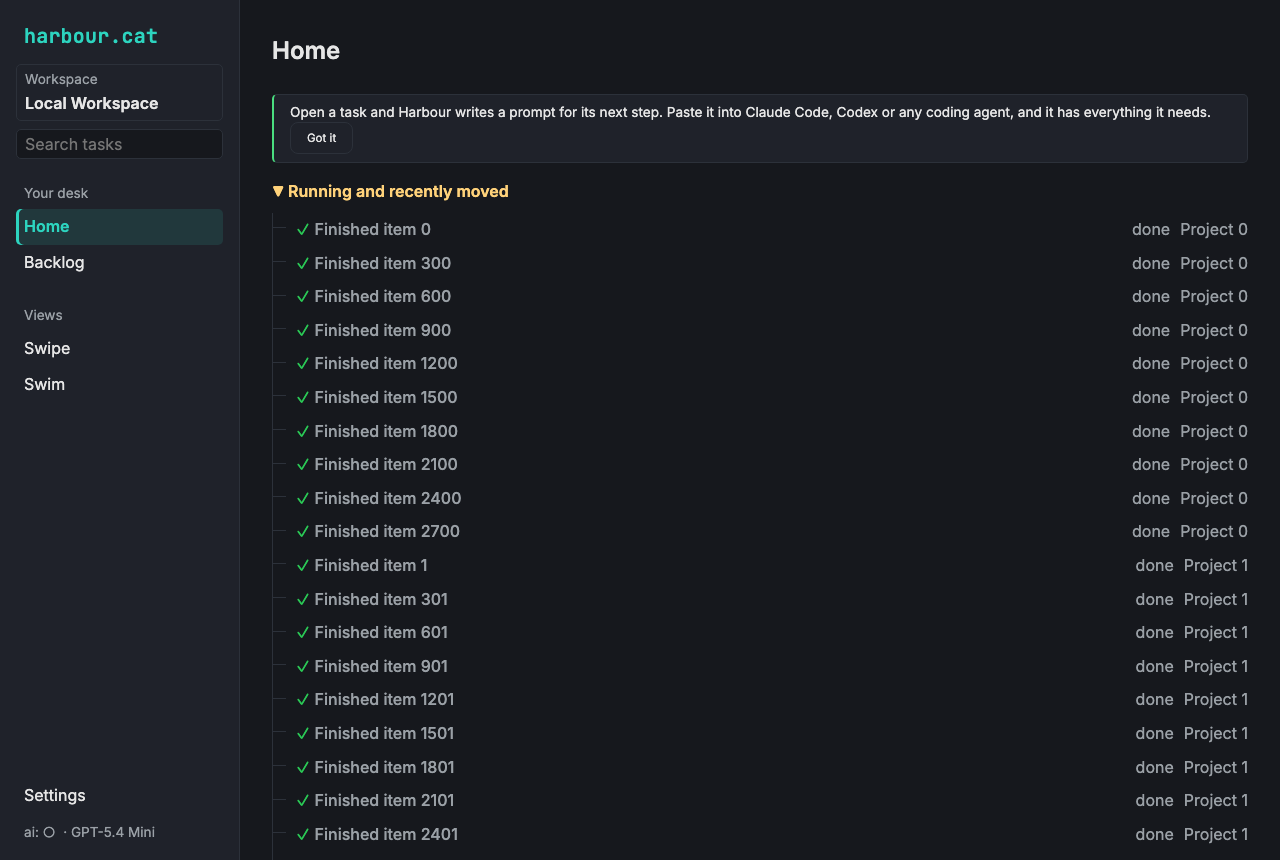 harbour.cat
Workspace
Local Workspace
Search tasks
Your desk
Home
Backlog
Views
Swipe
Swim
Settings
ai: · GPT-5.4 Mini
Home
Open a task and Harbour writes a prompt for its next step. Paste it into Claude Code, Codex or any coding agent, and it has everything it needs.
Got it
Running and recently moved
Finished item 0 done Project 0
Finished item 300 done Project 0
Finished item 600 done Project 0
Finished item 900 done Project 0
Finished item 1200 done Project 0
Finished item 1500 done Project 0
Finished item 1800 done Project 0
Finished item 2100 done Project 0
Finished item 2400 done Project 0
Finished item 2700 done Project 0
Finished item 1 done Project 1
Finished item 301 done Project 1
Finished item 601 done Project 1
Finished item 901 done Project 1
Finished item 1201 done Project 1
Finished item 1501 done Project 1
Finished item 1801 done Project 1
Finished item 2101 done Project 1
Finished item 2401 done Project 1